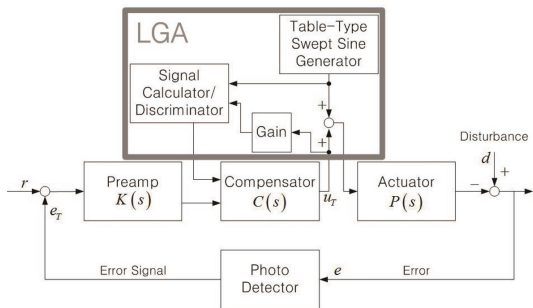 LGA
Table-Type
Swept Sine
Generator
Signal
Calculator/
Discriminator
+
Gain
+
Disturbance
d
+
r
Preamp
K(s)
Compensator
C(s)
u_T
Actuator
P(s)
−
e_T
Error Signal
Photo
Detector
e
Error